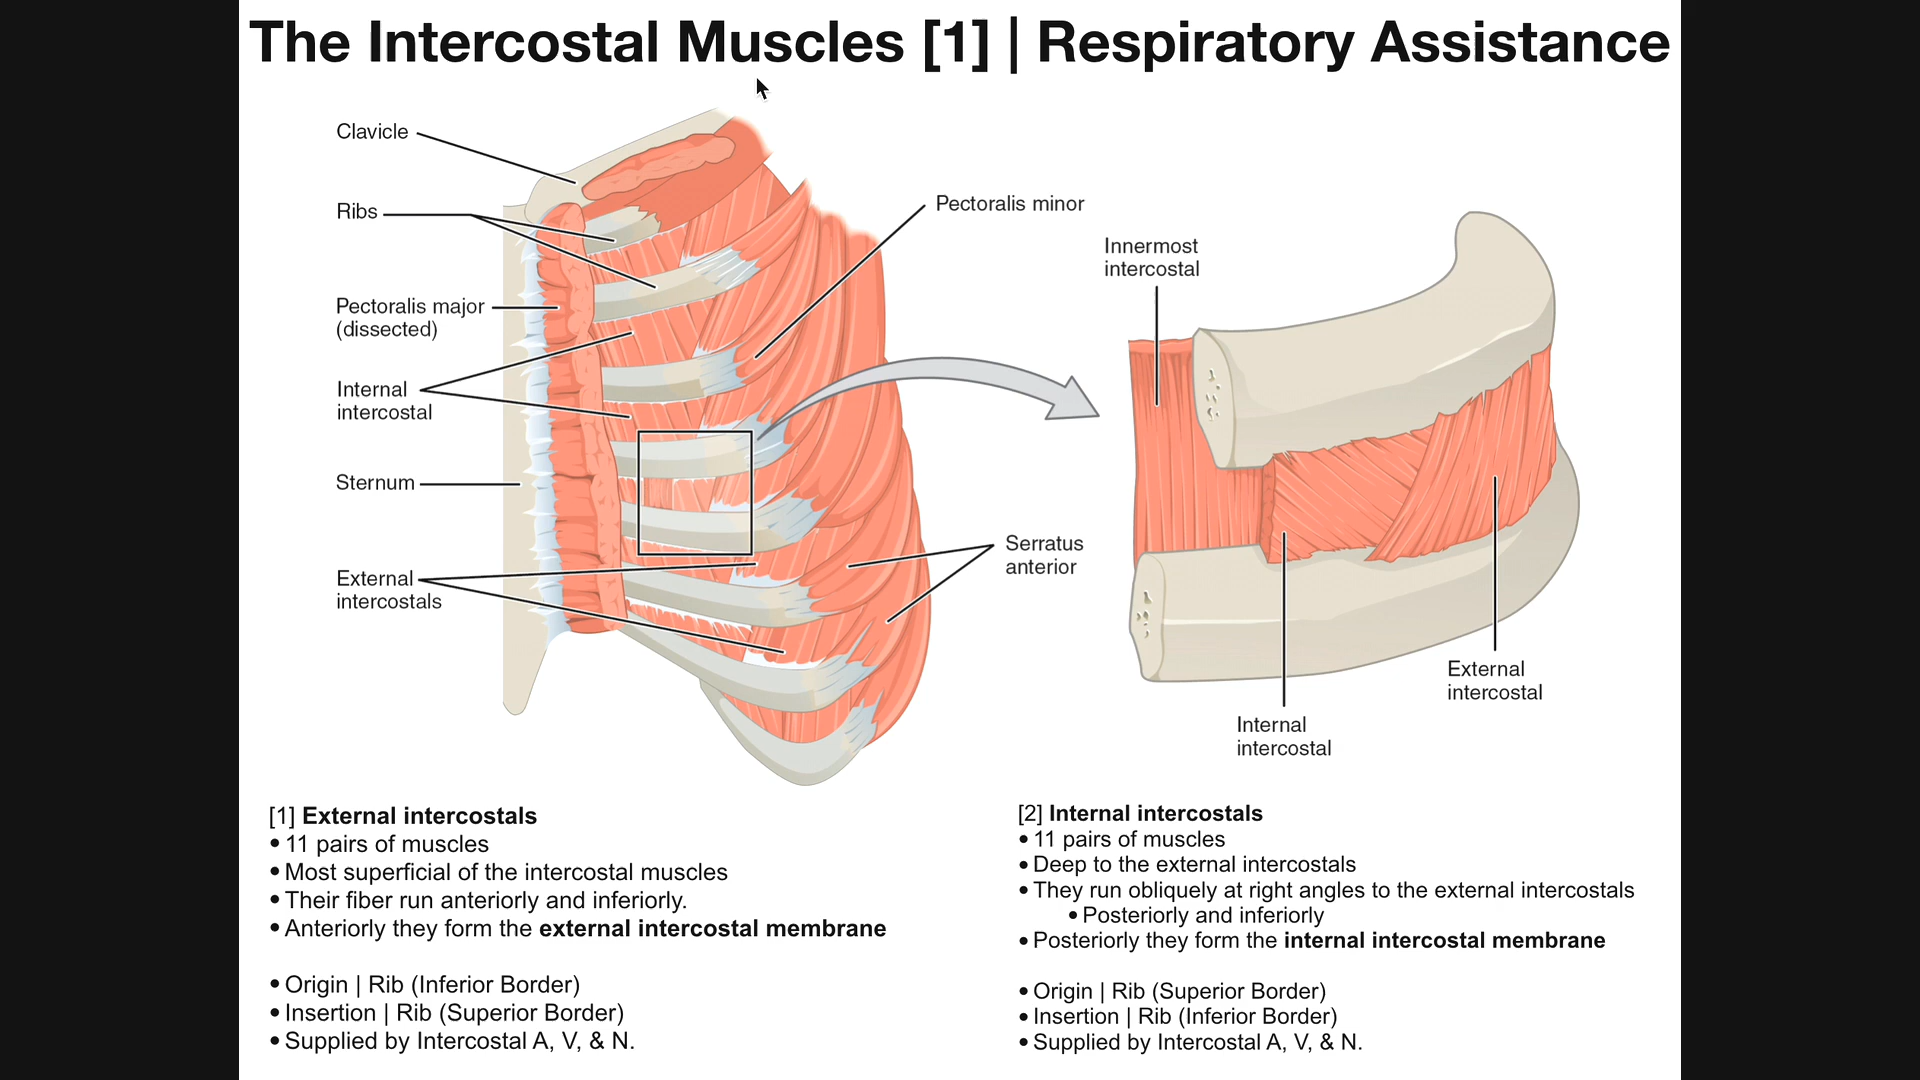 The Intercostal Muscles [1] | Respiratory Assistance
Clavicle
Ribs
Pectoralis major
(dissected)
Internal
intercostal
Sternum
External
intercostals
Pectoralis minor
Serratus
anterior
Innermost
intercostal
External
intercostal
Internal
intercostal
[1] External intercostals
• 11 pairs of muscles
• Most superficial of the intercostal muscles
• Their fiber run anteriorly and inferiorly.
• Anteriorly they form the external intercostal membrane
• Origin | Rib (Inferior Border)
• Insertion | Rib (Superior Border)
• Supplied by Intercostal A, V, & N.
[2] Internal intercostals
• 11 pairs of muscles
• Deep to the external intercostals
• They run obliquely at right angles to the external intercostals
• Posteriorly and inferiorly
• Posteriorly they form the internal intercostal membrane
• Origin | Rib (Superior Border)
• Insertion | Rib (Inferior Border)
• Supplied by Intercostal A, V, & N.